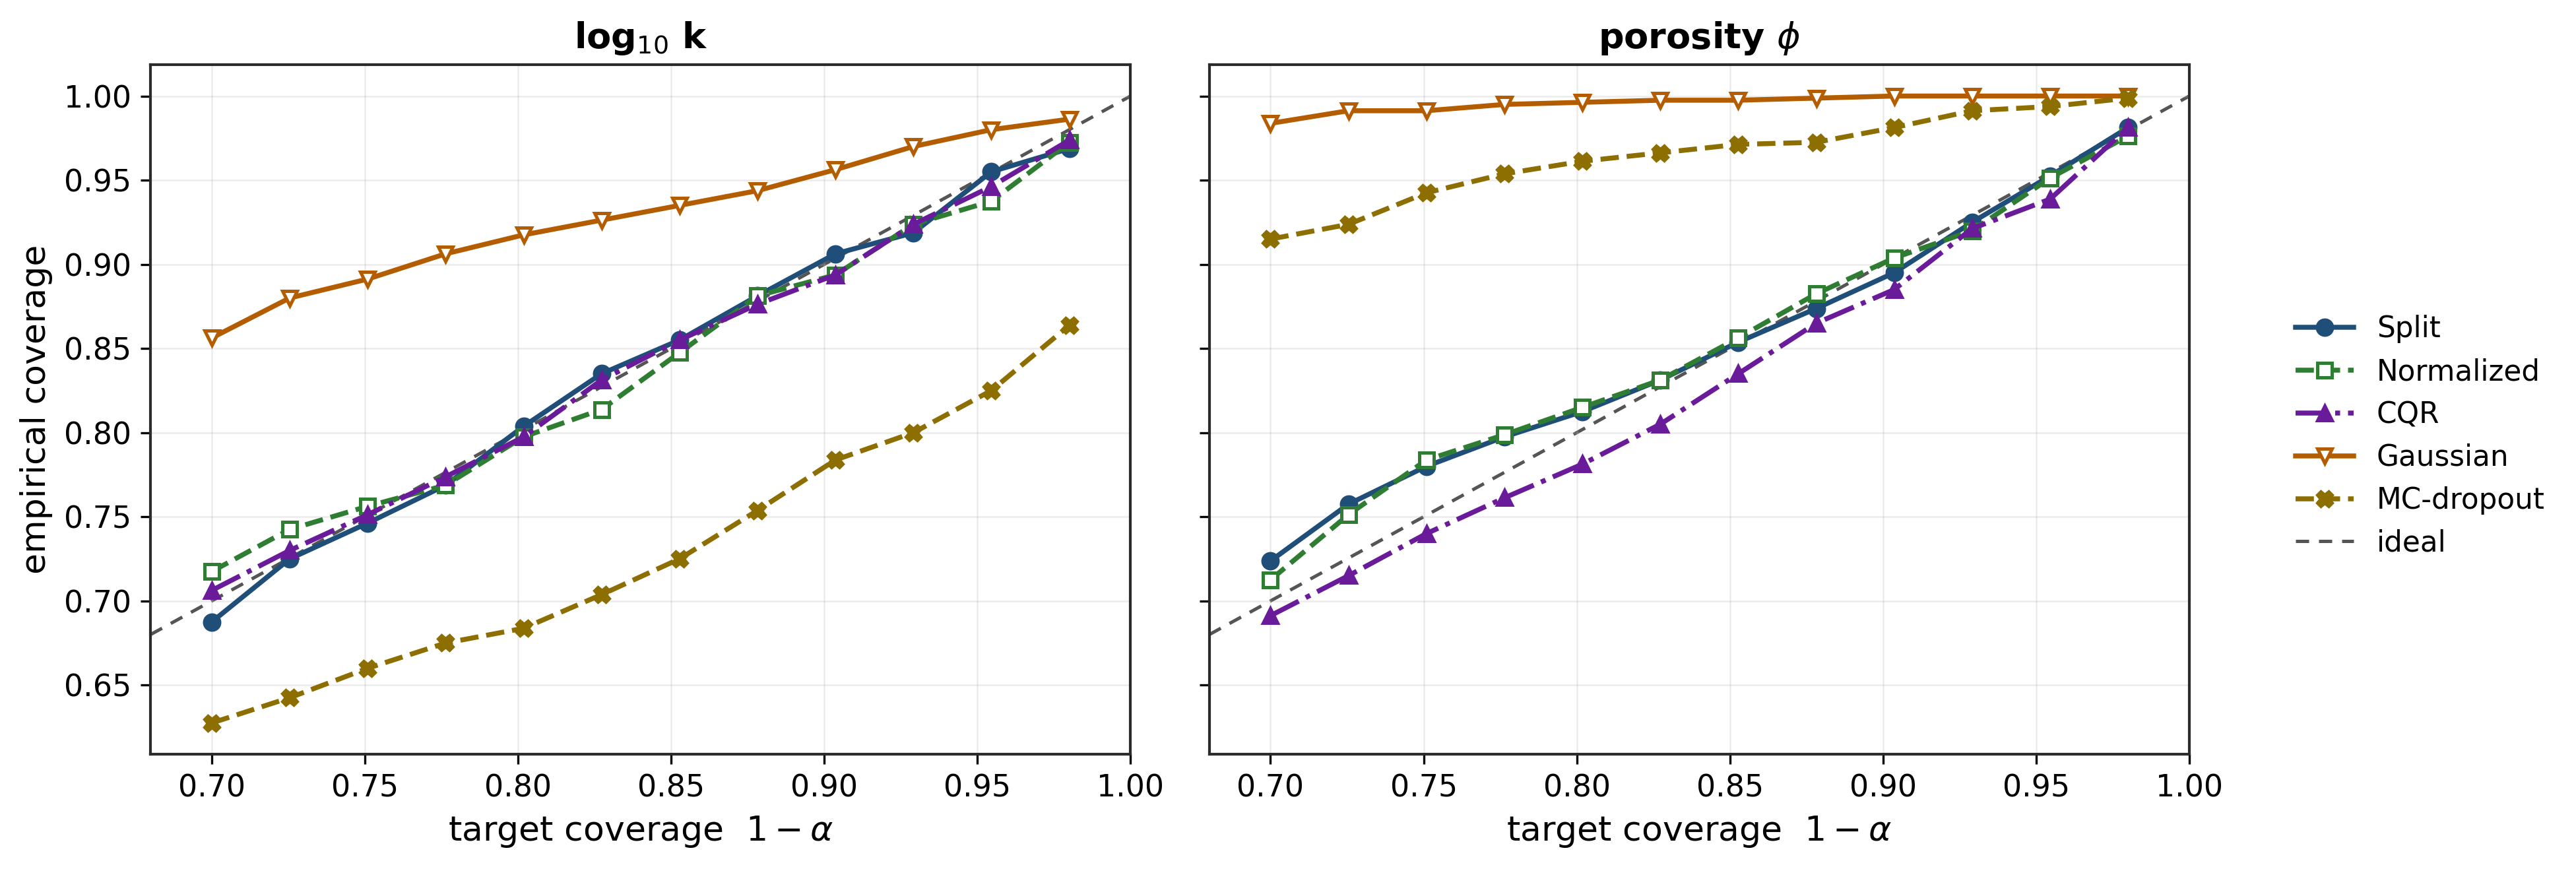 log₁₀ k
porosity ϕ
empirical coverage
1.00
0.95
0.90
0.85
0.80
0.75
0.70
0.65
0.70 0.75 0.80 0.85 0.90 0.95 1.00
0.70 0.75 0.80 0.85 0.90 0.95 1.00
target coverage 1 − α
target coverage 1 − α
Split
Normalized
CQR
Gaussian
MC-dropout
ideal